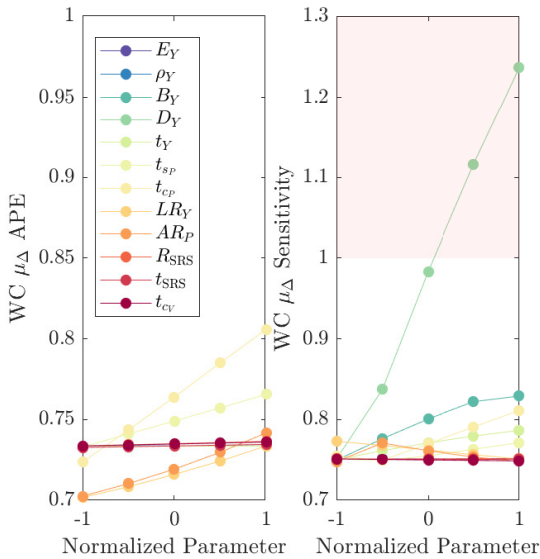 WC μ_Δ APE
1
0.95
0.9
0.85
0.8
0.75
0.7
-1 0 1
Normalized Parameter
E_Y
ρ_Y
B_Y
D_Y
t_Y
t_{s_P}
t_{c_P}
LR_Y
AR_P
R_SRS
t_SRS
t_{c_V}
WC μ_Δ Sensitivity
1.3
1.2
1.1
1
0.9
0.8
0.7
-1 0 1
Normalized Parameter